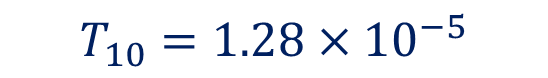 T₁₀ = 1.28 × 10⁻⁵